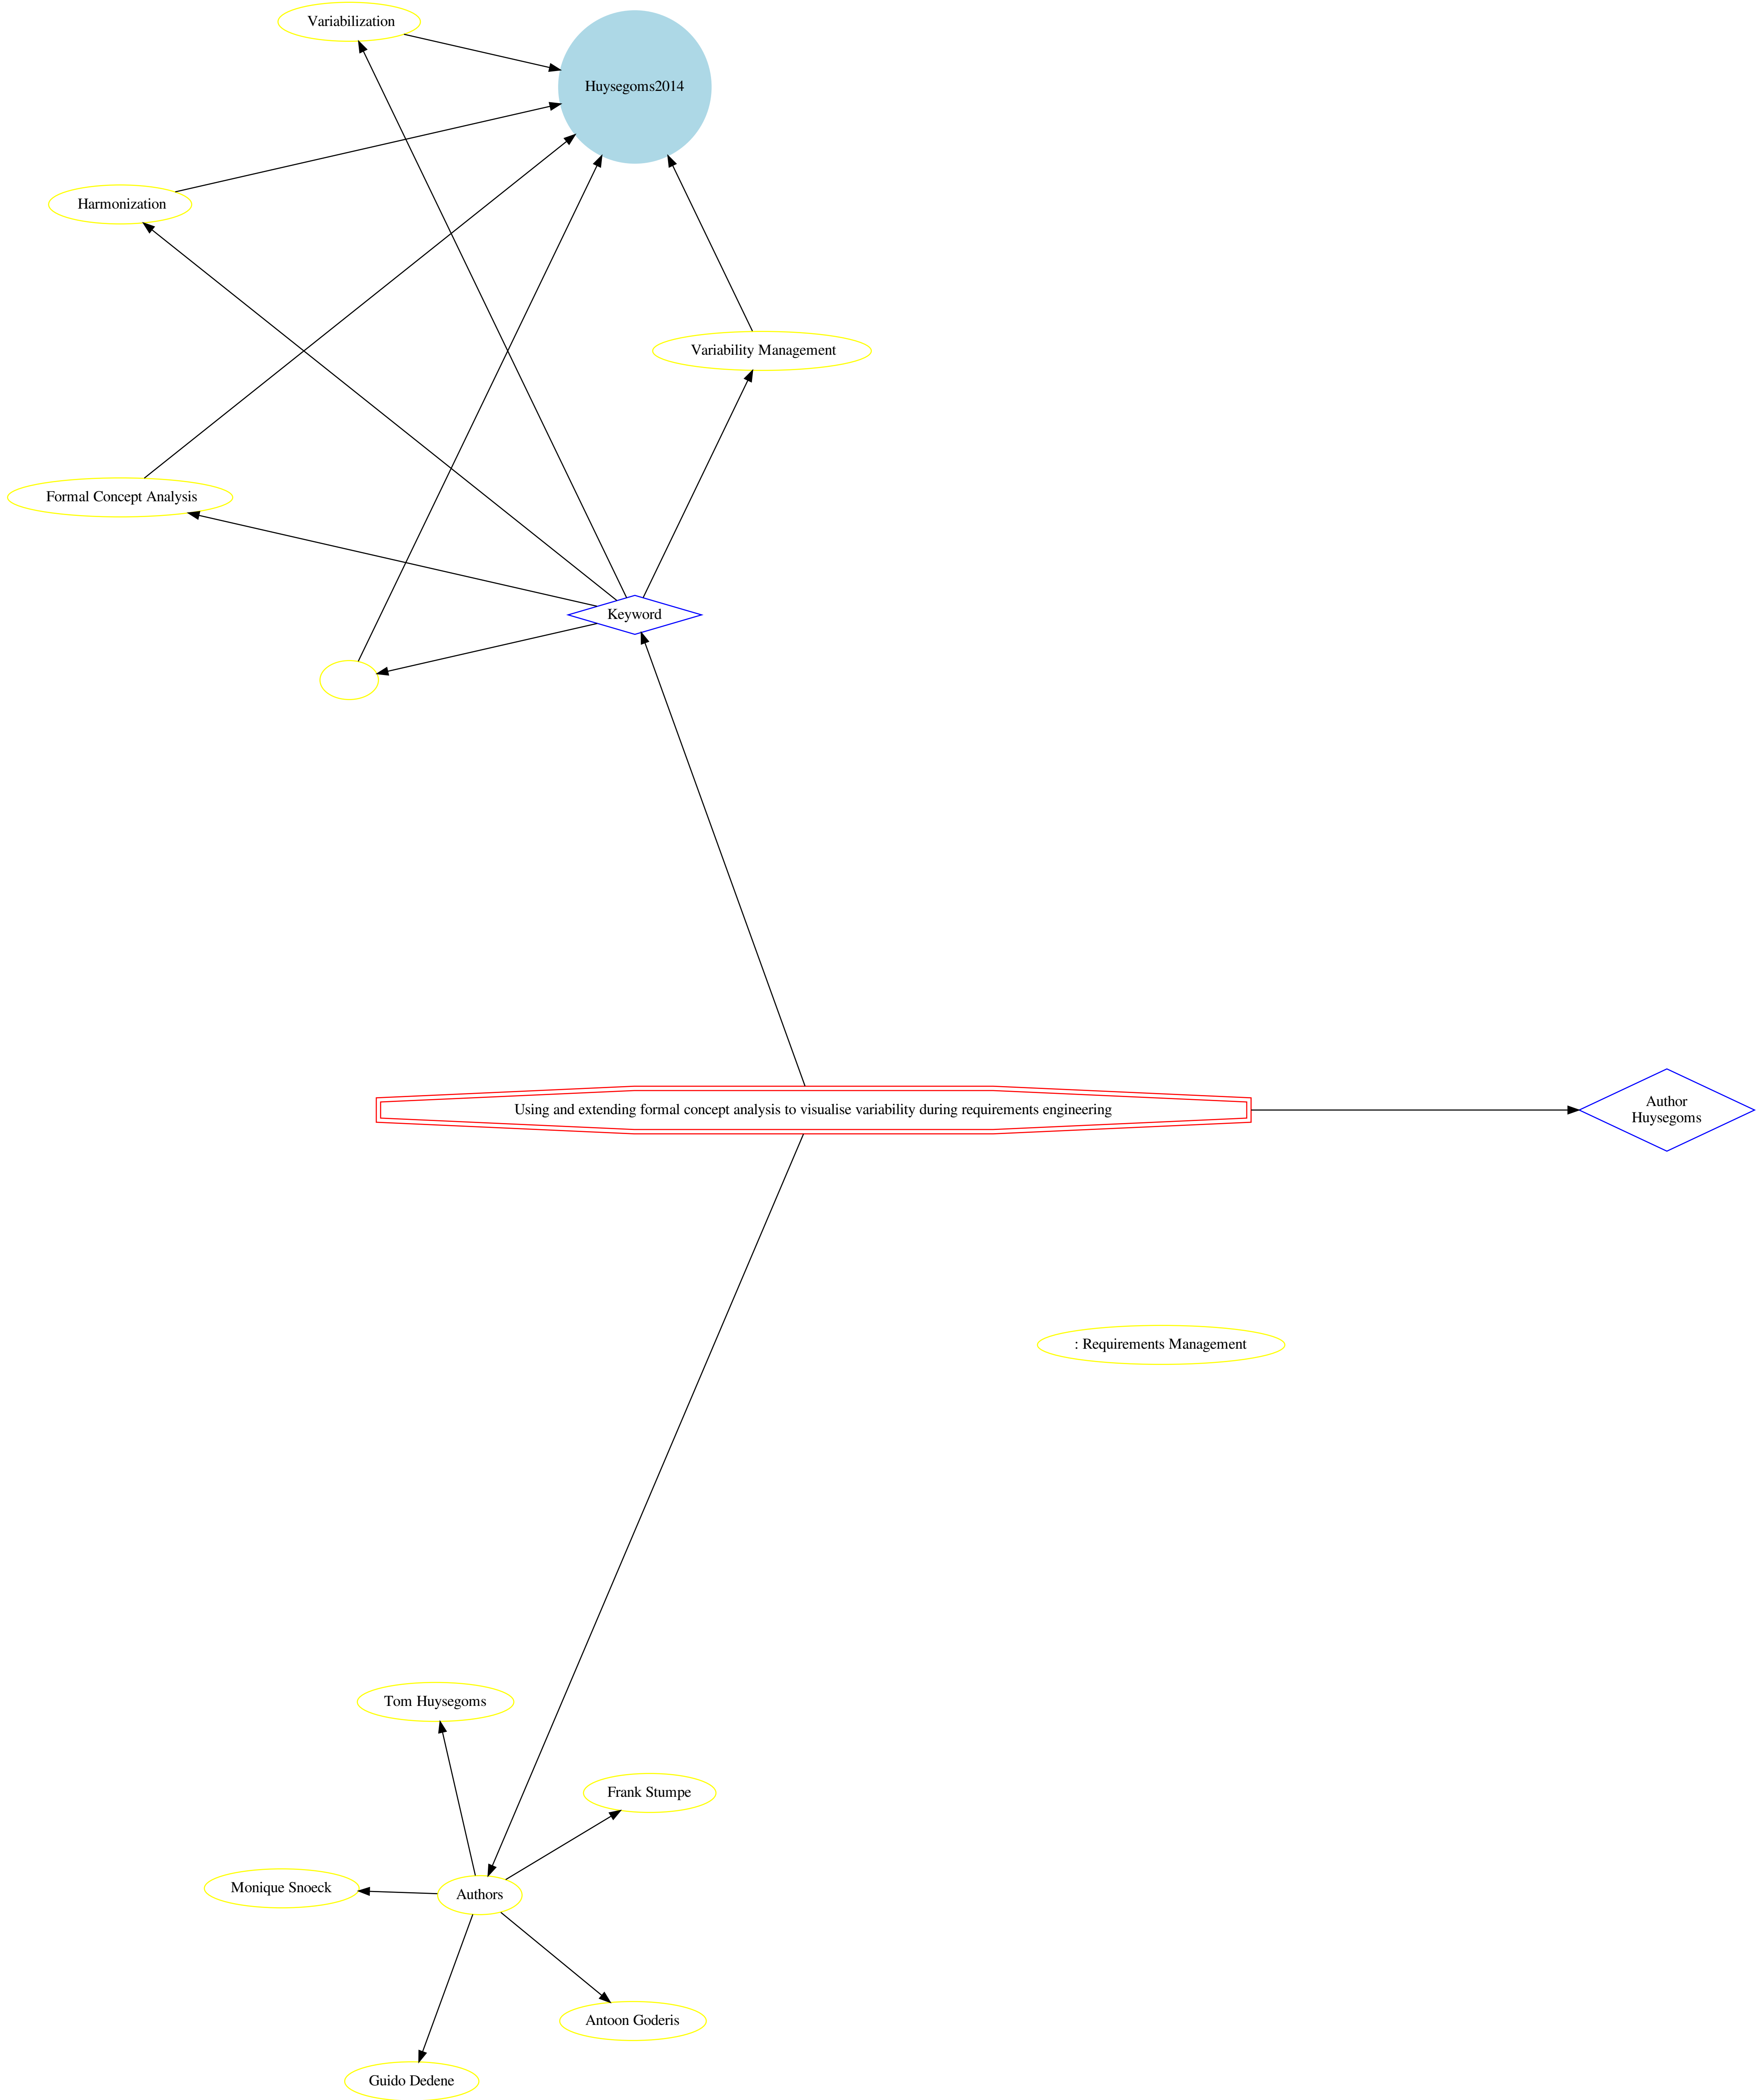 Variabilization
Huysegoms2014
Harmonization
Variability Management
Formal Concept Analysis
Keyword
Using and extending formal concept analysis to visualise variability during requirements engineering
Author
Huysegoms
: Requirements Management
Tom Huysegoms
Frank Stumpe
Monique Snoeck
Authors
Antoon Goderis
Guido Dedene